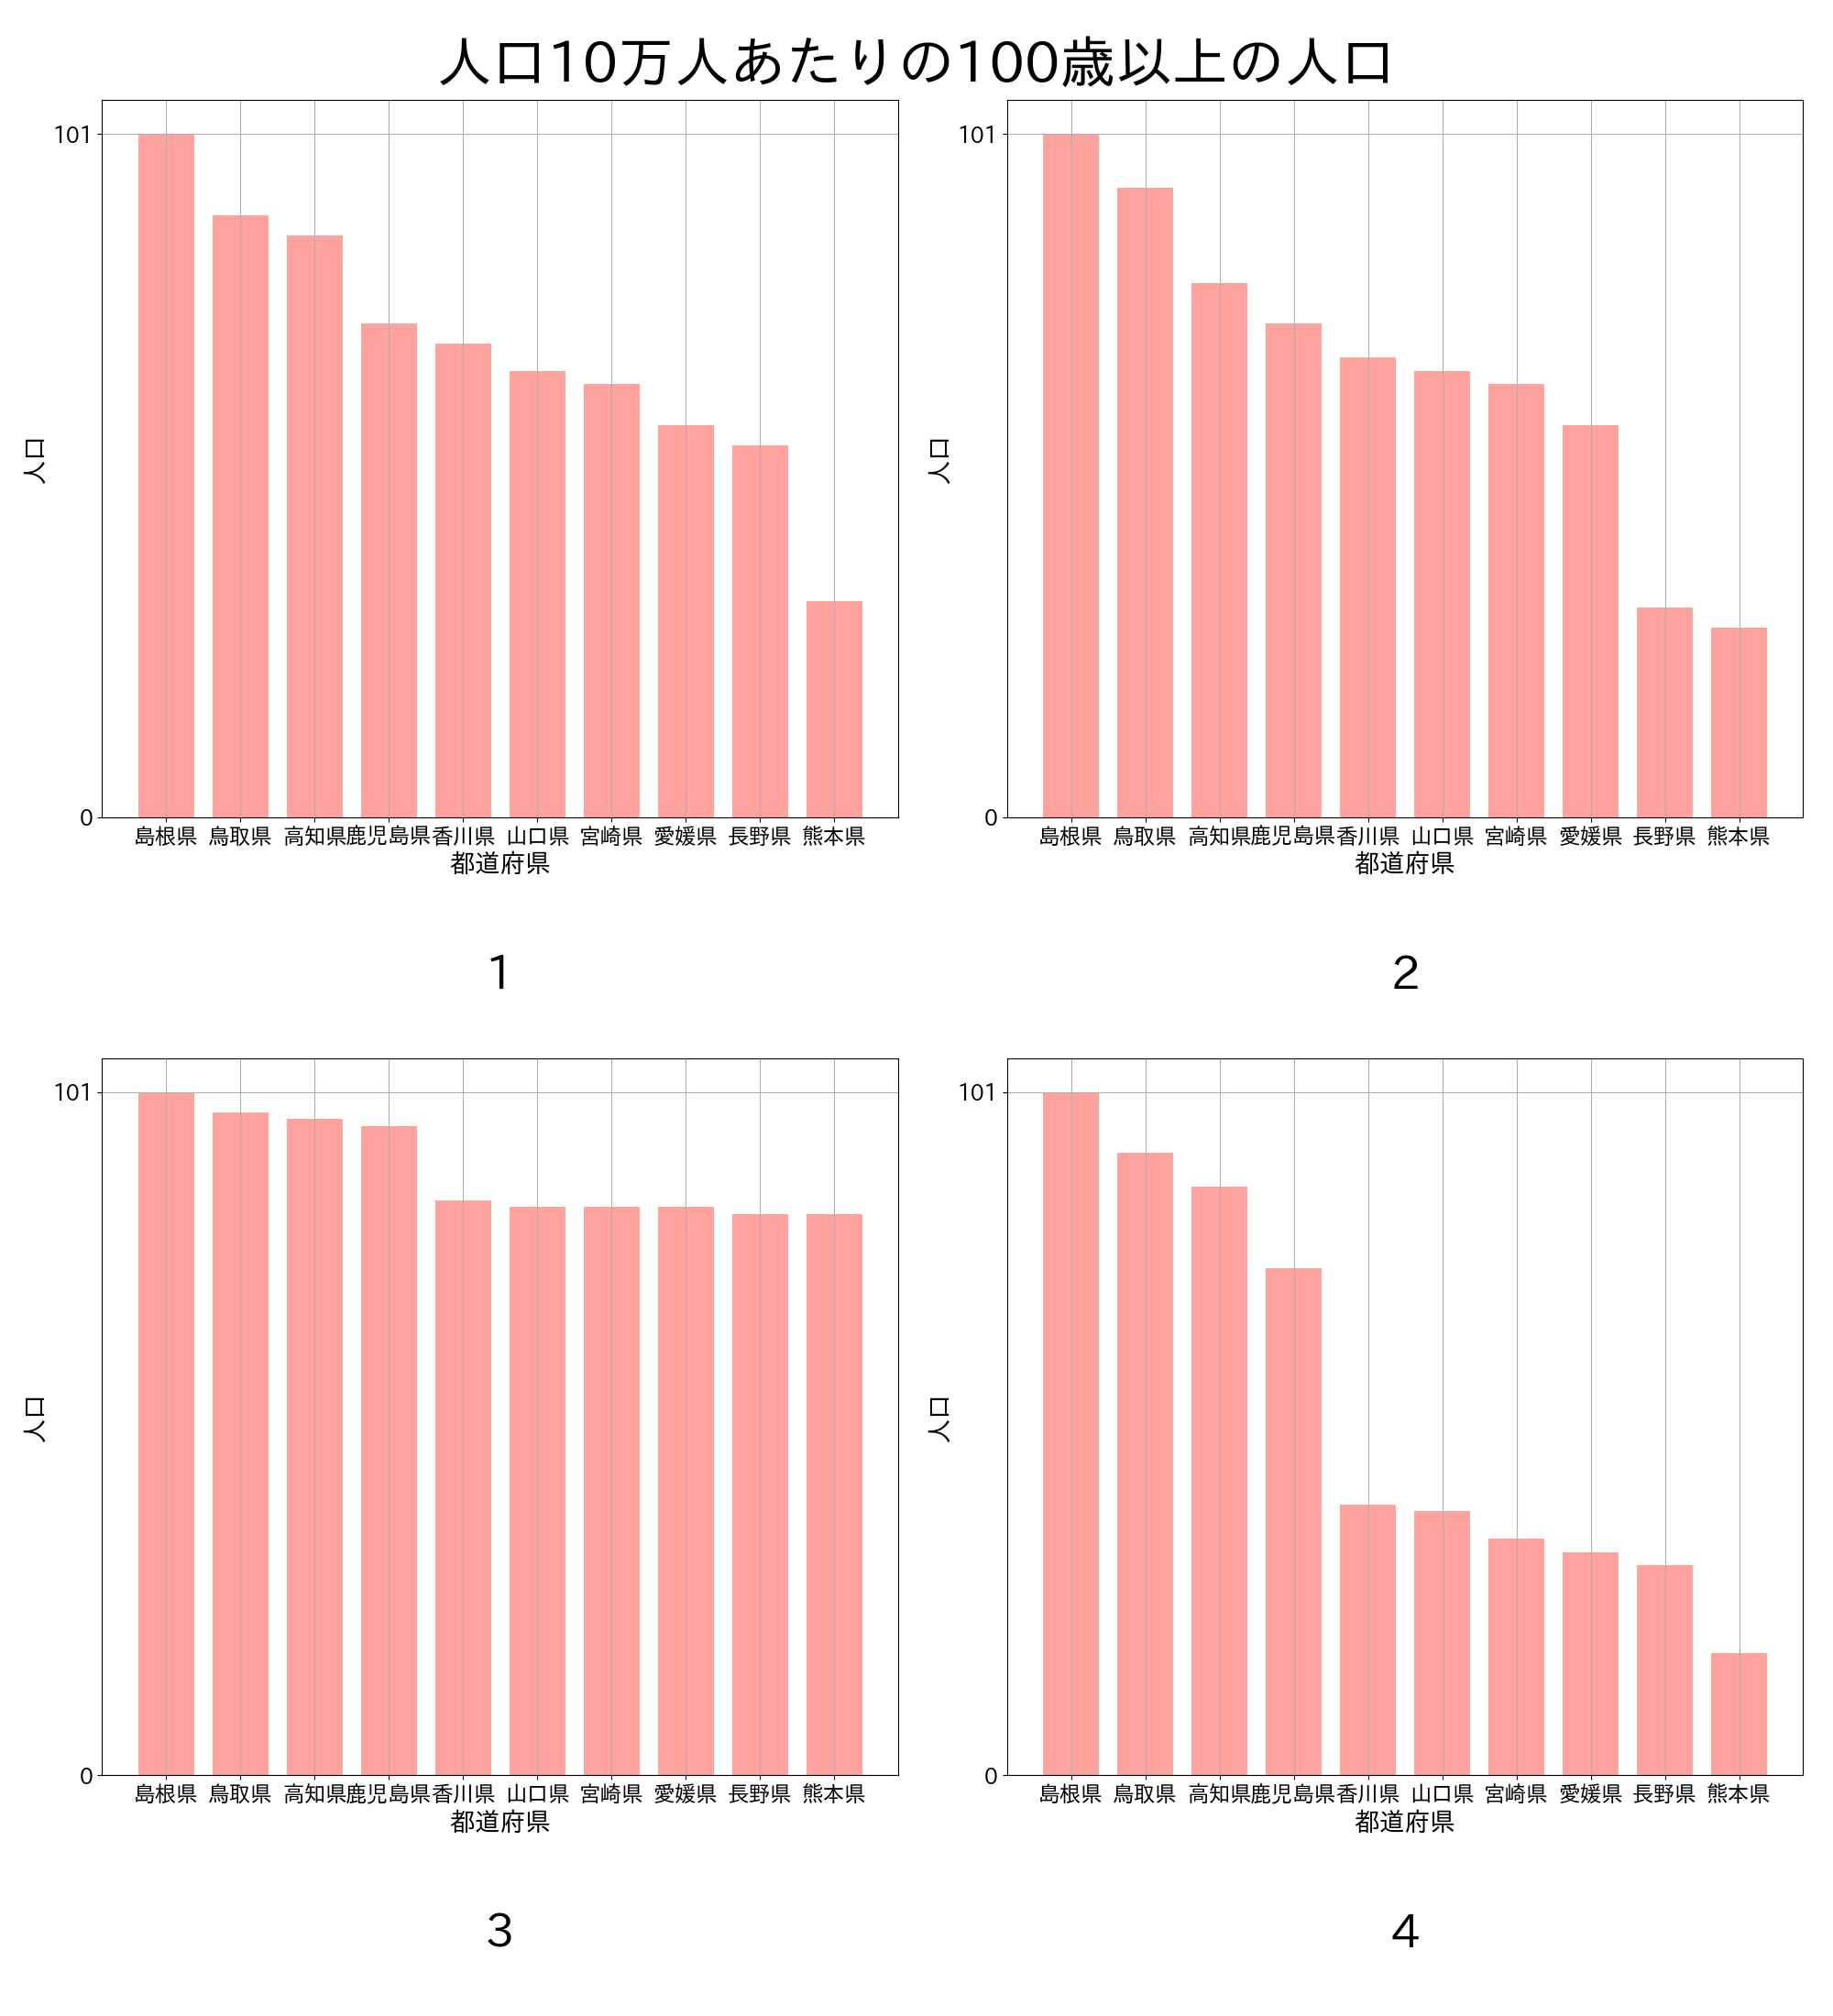 人口10万人あたりの100歳以上の人口
101
人口
0
島根県 鳥取県 高知県 鹿児島県 香川県 山口県 宮崎県 愛媛県 長野県 熊本県
都道府県
1
101
人口
0
島根県 鳥取県 高知県 鹿児島県 香川県 山口県 宮崎県 愛媛県 長野県 熊本県
都道府県
2
101
人口
0
島根県 鳥取県 高知県 鹿児島県 香川県 山口県 宮崎県 愛媛県 長野県 熊本県
都道府県
3
101
人口
0
島根県 鳥取県 高知県 鹿児島県 香川県 山口県 宮崎県 愛媛県 長野県 熊本県
都道府県
4